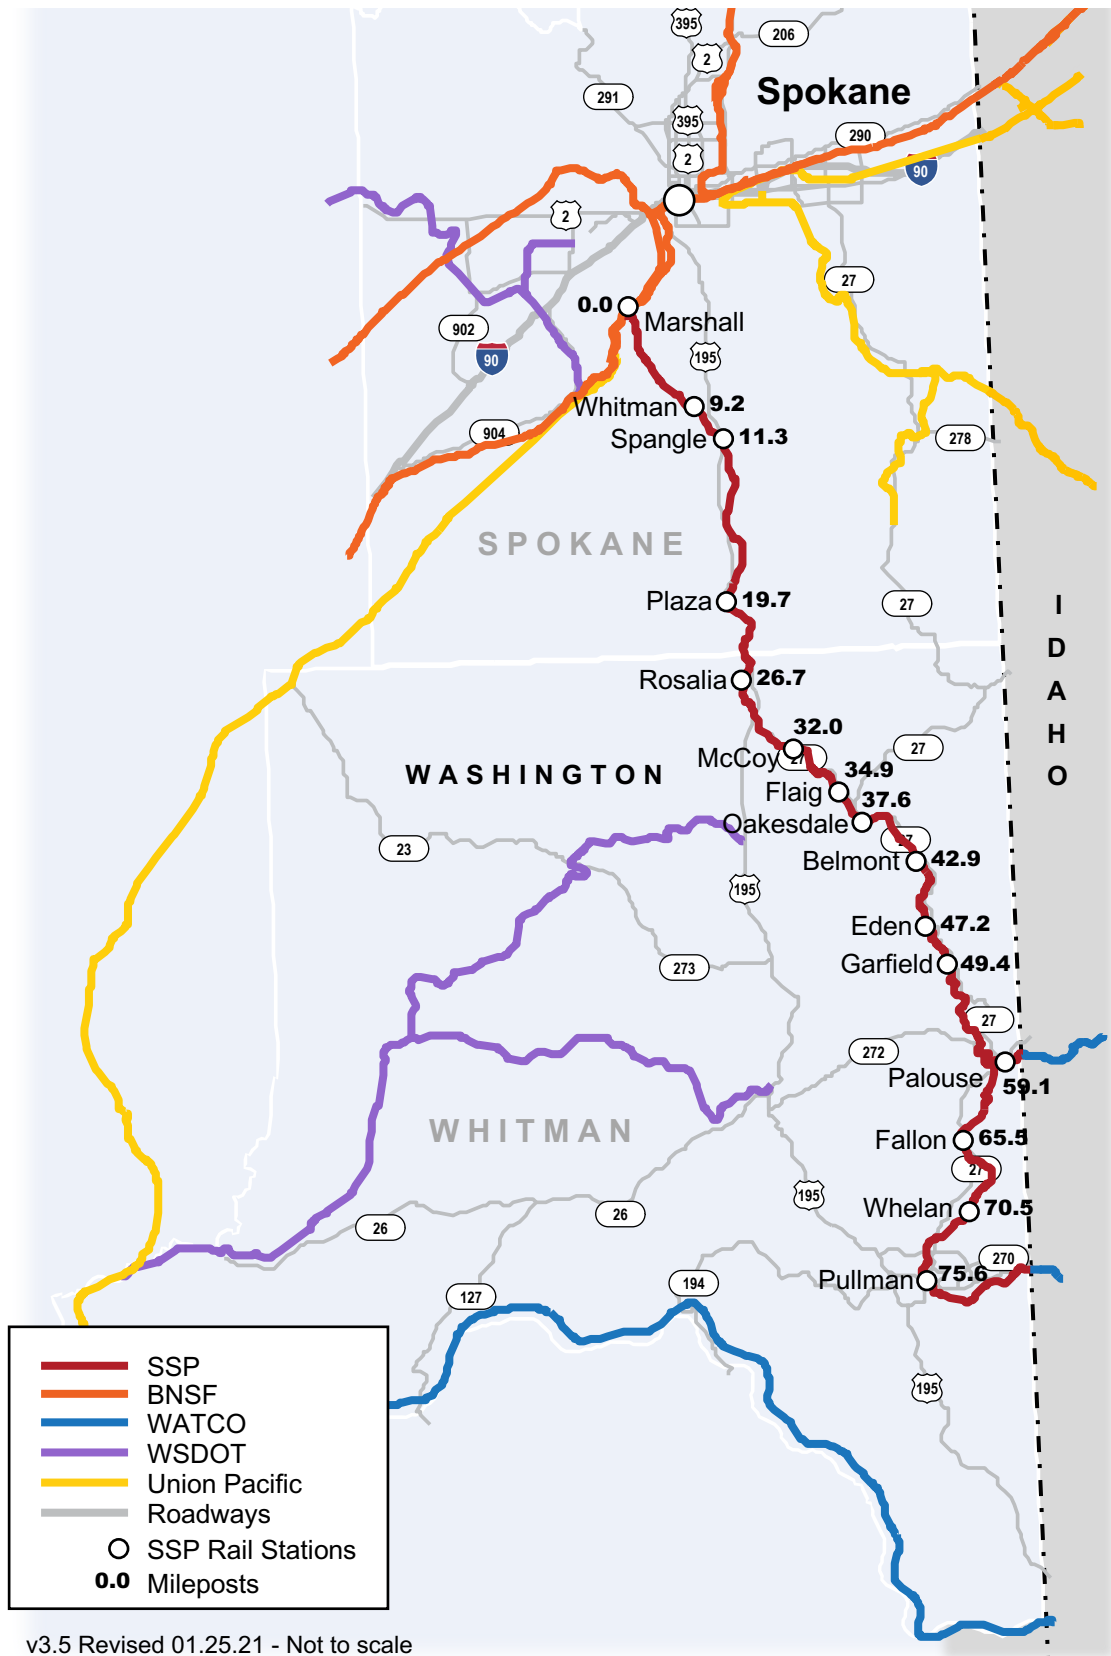 395
206
2
Spokane
291
395
290
2
90
2
27
0.0
Marshall
902
195
90
Whitman 9.2
904
Spangle 11.3
278
SPOKANE
Plaza 19.7
27
I
D
A
H
O
Rosalia 26.7
32.0
27
McCoy
27
WASHINGTON
34.9
Flaig
37.6
Oakesdale
27
23
Belmont 42.9
195
Eden 47.2
Garfield 49.4
273
27
272
Palouse
59.1
WHITMAN
Fallon 65.5
27
195
Whelan 70.5
26
26
270
Pullman 75.6
194
127
195
SSP
BNSF
WATCO
WSDOT
Union Pacific
Roadways
SSP Rail Stations
0.0 Mileposts
v3.5 Revised 01.25.21 - Not to scale